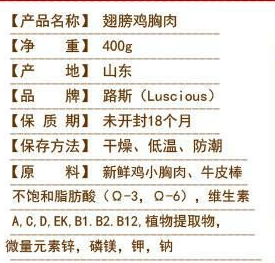 【产品名称】 翅膀鸡胸肉
【净 重】 400g
【产 地】 山东
【品 牌】 路斯（Luscious）
【保 质 期】 未开封18个月
【保存方法】 干燥、低温、防潮
【原 料】 新鲜鸡小胸肉、牛皮棒
不饱和脂肪酸（Ω-3，Ω-6），维生素
A,C,D,EK,B1.B2.B12,植物提取物，
微量元素锌，磷镁，钾，钠